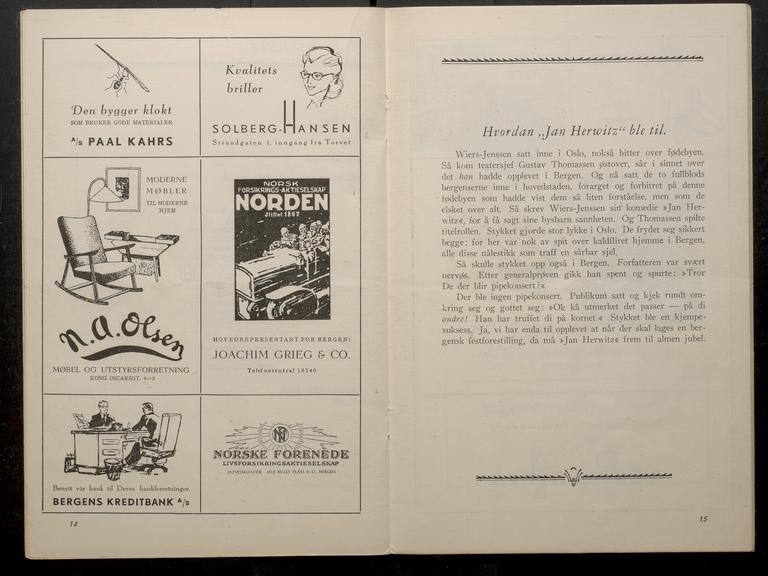 Den bygger klokt
SOM BRUKER GODE MATERIALER
A/s PAAL KAHRS
Kvalitets
briller
SOLBERG-HANSEN
Strandgaten 1, inngang fra Torvet
MODERNE
MØBLER
TIL MODERNE
HJEM
N.A. Olsen
MØBEL OG UTSTYRSFORRETNING
KONG OSCARSGT. 4—5
NORSK
FORSIKRINGS-AKTIESELSKAP
NORDEN
Stiftet 1867
HOVEDREPRESENTANT FOR BERGEN:
JOACHIM GRIEG & CO.
Telefonsentral 18240
Benytt vår bank til Deres bankforretninger.
BERGENS KREDITBANK A/s
NORSKE FORENEDE
LIVSFORSIKRINGSAKTIESELSKAP
HOVEDKONTOR OLE BULLS PLASS 9—11, BERGEN
14
Hvordan „Jan Herwitz“ ble til.
Wiers-Jenssen satt inne i Oslo, nokså bitter over fødebyen.
Så kom teatersjef Gustav Thomassen østover, sår i sinnet over
det han hadde opplevet i Bergen. Og nå satt de to fullblods
bergenserne inne i hovedstaden, forarget og forbitret på denne
fødebyen som hadde vist dem så liten forståelse, men som de
elsket over alt. Så skrev Wiers-Jenssen sin komedie »Jan Her-
witz«, for å få sagt sine bysbarn sannheten. Og Thomassen spilte
titelrollen. Stykket gjorde stor lykke i Oslo. De frydet seg sikkert
begge; for her var nok av spit over kaldfliret hjemme i Bergen,
alle disse nålestikk som traff en sårbar sjel.
Så skulle stykket opp også i Bergen. Forfatteren var svært
nervøs. Etter generalprøven gikk han spent og spurte: »Tror
De der blir pipekonsert?«
Der ble ingen pipekonsert. Publikum satt og kjek rundt om-
kring seg og gottet seg: »Ok kå utmerket det passer — på di
andre! Han har truffet di på kornet.« Stykket ble en kjempe-
suksess. Ja, vi har enda til opplevet at når der skal lages en ber-
gensk festforestilling, da må »Jan Herwitz« frem til almen jubel.
15